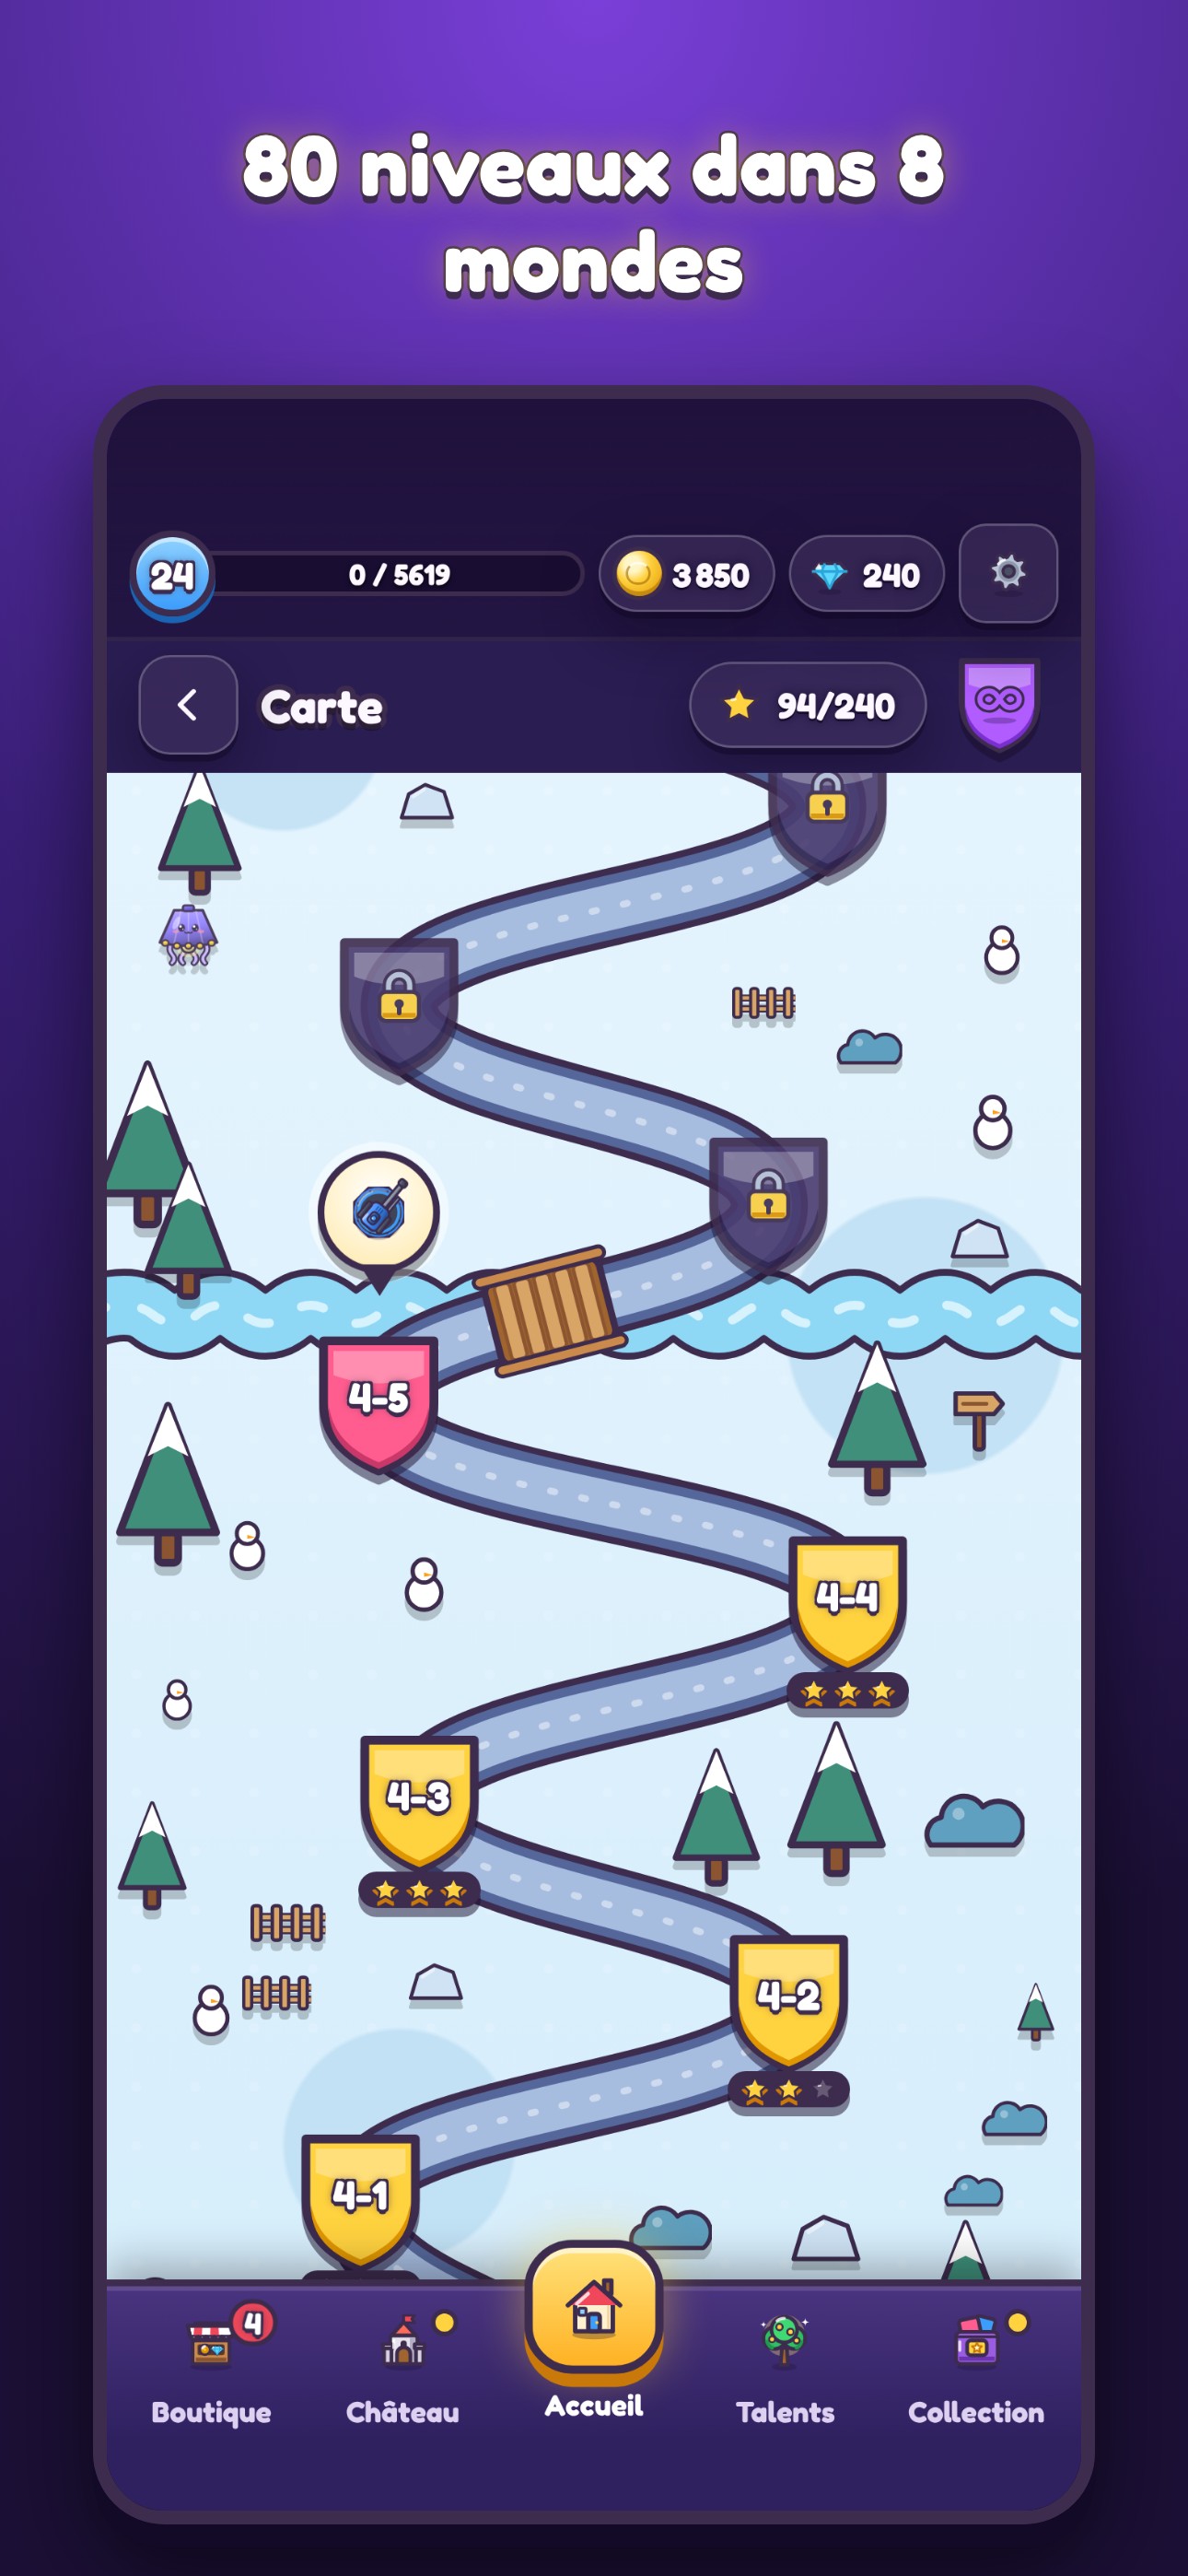 80 niveaux dans 8
mondes
24
0 / 5619
3 850
240
Carte
94/240
4-5
4-4
4-3
4-2
4-1
4
Boutique
Château
Accueil
Talents
Collection